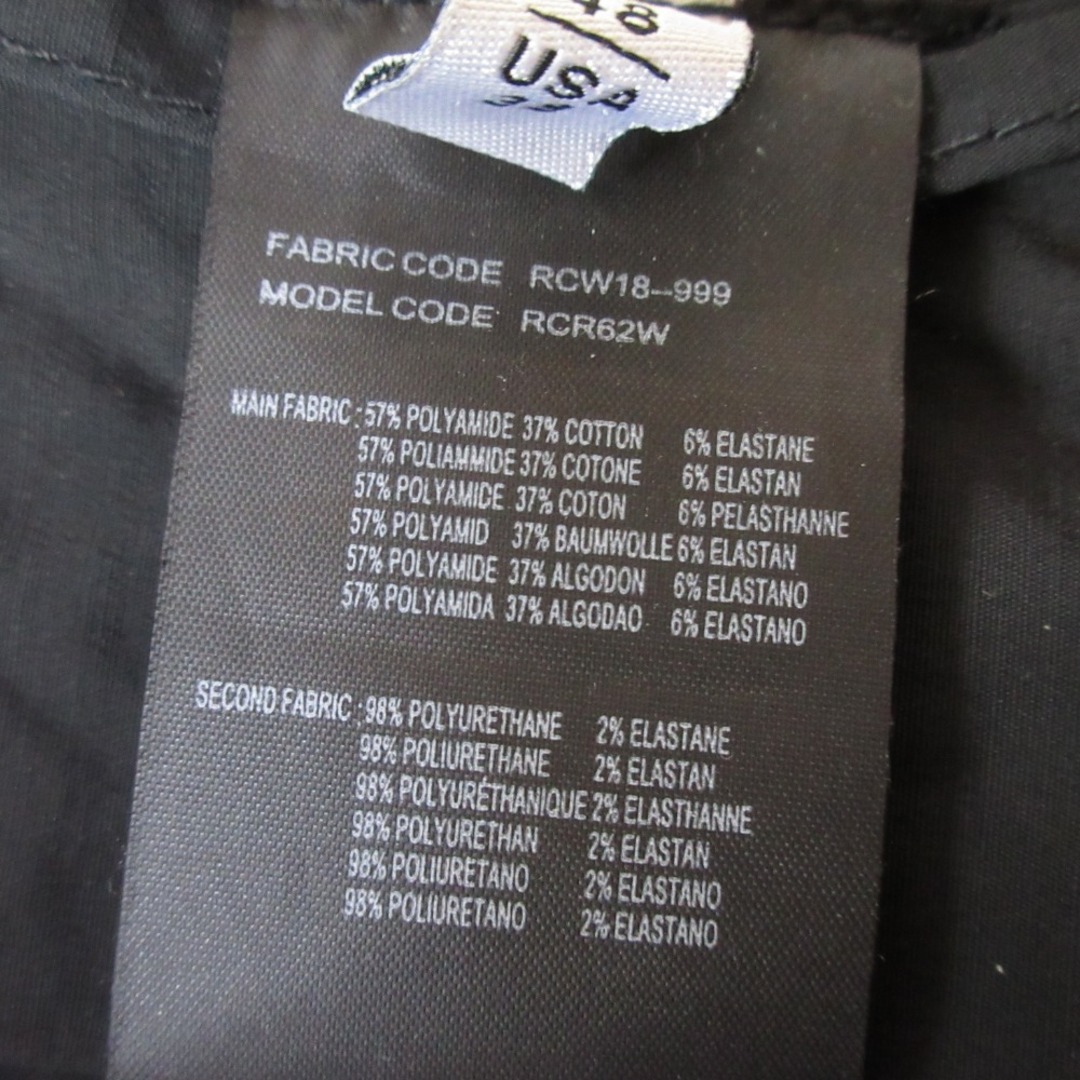 48
USA
FABRIC CODE RCW18-999
MODEL CODE RCR62W
MAIN FABRIC : 57% POLYAMIDE 37% COTTON 6% ELASTANE
57% POLIAMMIDE 37% COTONE 6% ELASTAN
57% POLYAMIDE 37% COTON 6% PELASTHANNE
57% POLYAMID 37% BAUMWOLLE 6% ELASTAN
57% POLYAMIDE 37% ALGODON 6% ELASTANO
57% POLYAMIDA 37% ALGODAO 6% ELASTANO
SECOND FABRIC : 98% POLYURETHANE 2% ELASTANE
98% POLIURETHANE 2% ELASTAN
98% POLYURÉTHANIQUE 2% ELASTHANNE
98% POLYURETHAN 2% ELASTAN
98% POLIURETANO 2% ELASTANO
98% POLIURETANO 2% ELASTANO